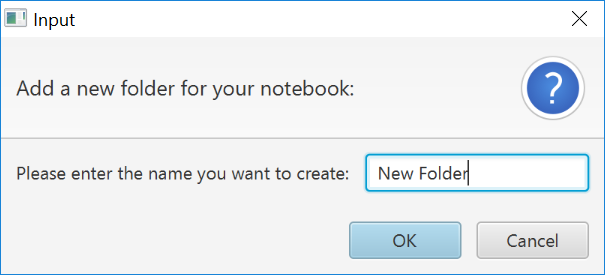 Input
Add a new folder for your notebook:
?
Please enter the name you want to create: New Folder
OK Cancel